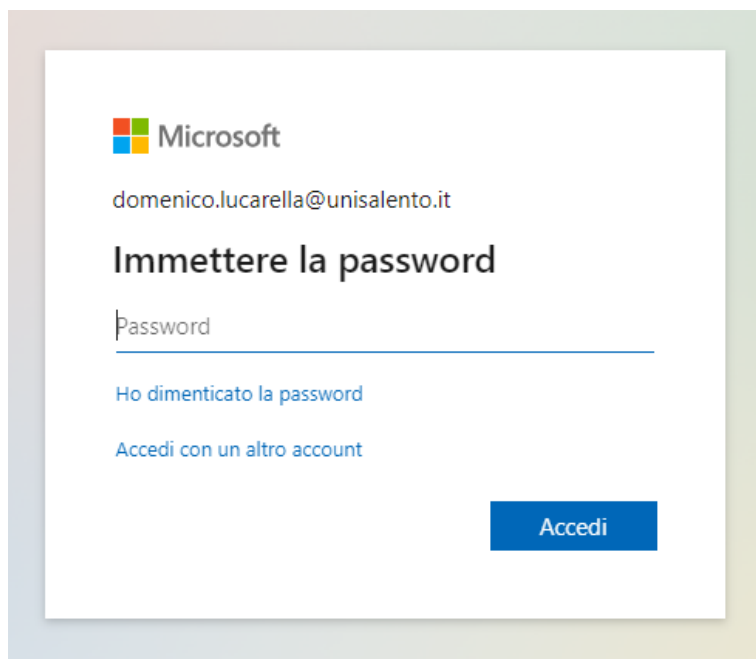 Microsoft
domenico.lucarella@unisalento.it
Immettere la password
Password
Ho dimenticato la password
Accedi con un altro account
Accedi